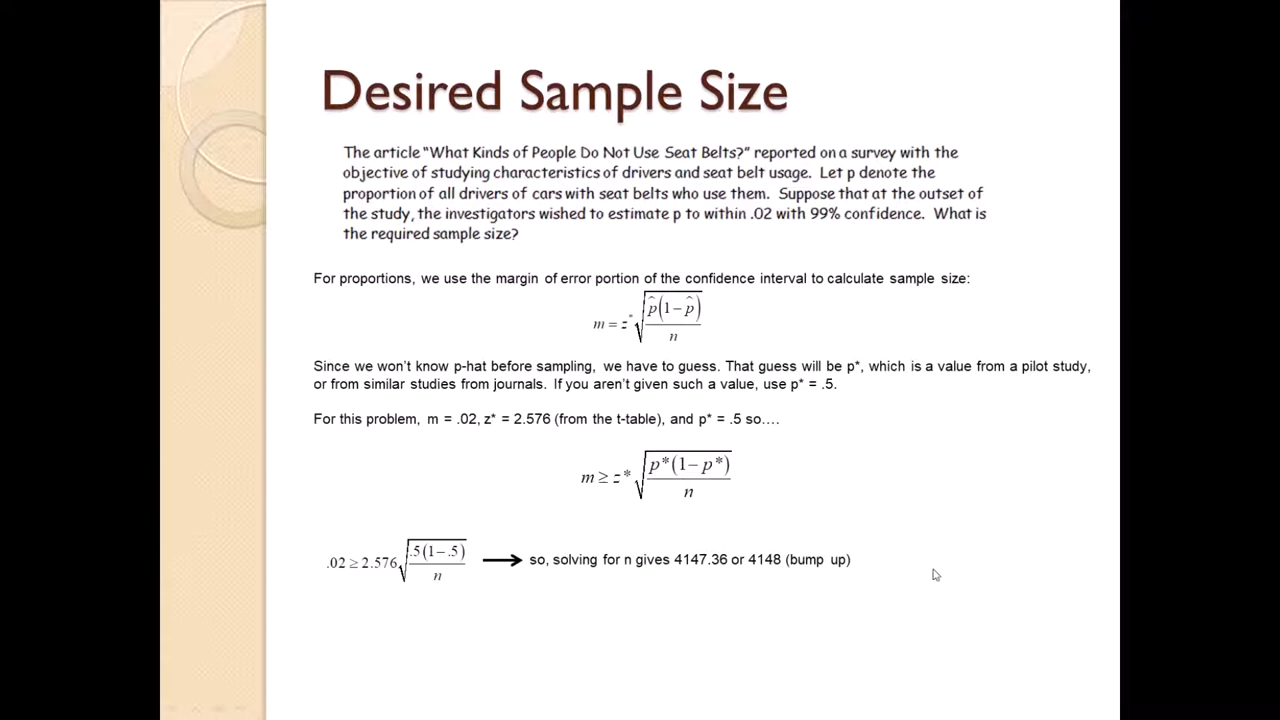 Desired Sample Size
The article “What Kinds of People Do Not Use Seat Belts?” reported on a survey with the
objective of studying characteristics of drivers and seat belt usage. Let p denote the
proportion of all drivers of cars with seat belts who use them. Suppose that at the outset of
the study, the investigators wished to estimate p to within .02 with 99% confidence. What is
the required sample size?
For proportions, we use the margin of error portion of the confidence interval to calculate sample size:
m = z* √(p̂(1 − p̂)/n)
Since we won’t know p-hat before sampling, we have to guess. That guess will be p*, which is a value from a pilot study,
or from similar studies from journals. If you aren’t given such a value, use p* = .5.
For this problem, m = .02, z* = 2.576 (from the t-table), and p* = .5 so….
m ≥ z* √(p*(1 − p*)/n)
.02 ≥ 2.576 √(.5(1 − .5)/n) → so, solving for n gives 4147.36 or 4148 (bump up)